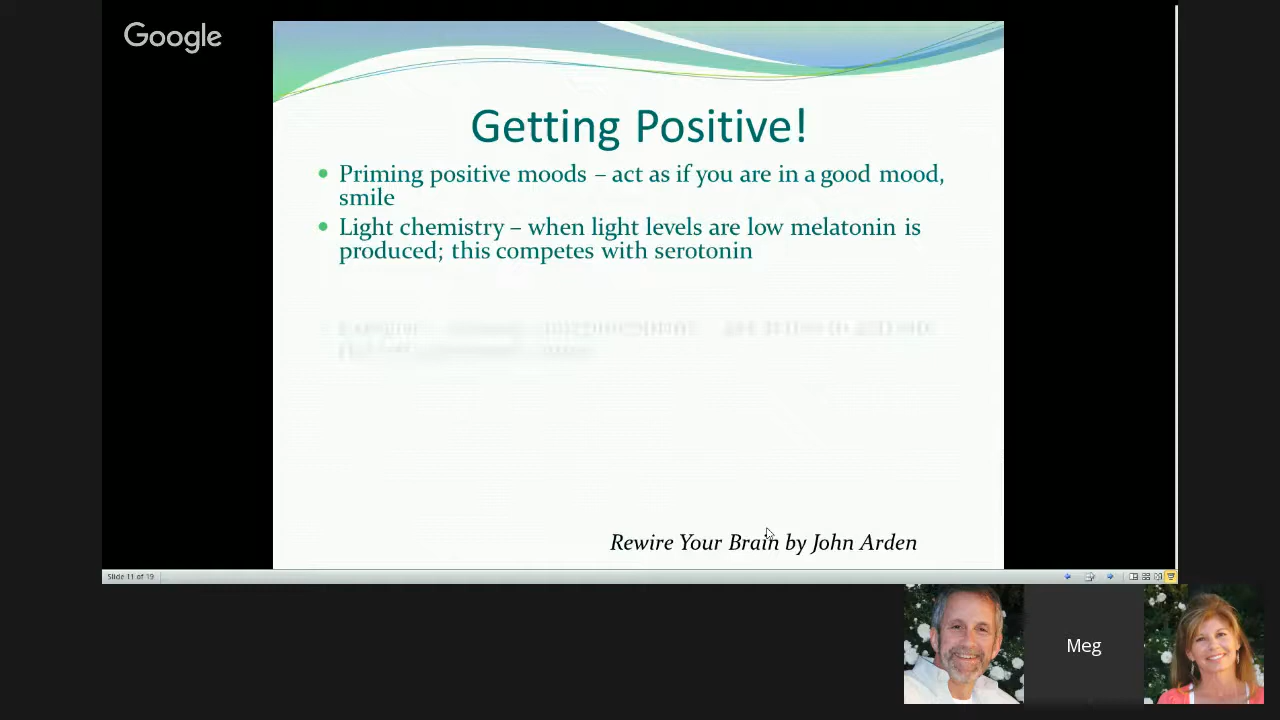 Google
Getting Positive!
• Priming positive moods – act as if you are in a good mood,
smile
• Light chemistry – when light levels are low melatonin is
produced; this competes with serotonin
Rewire Your Brain by John Arden
Slide 11 of 19
Meg